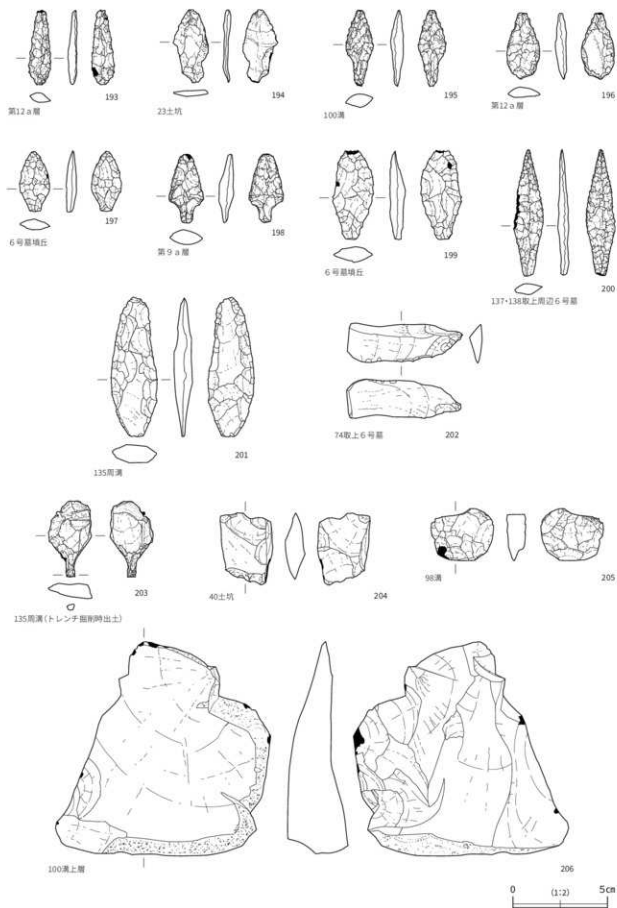 193
第12a層
194
23土坑
195
100溝
196
第12a層
197
6号墓墳丘
198
第9a層
199
6号墓墳丘
200
137・138取上周辺6号墓
201
135周溝
202
74取上6号墓
203
135周溝(トレンチ掘削時出土)
204
40土坑
205
98溝
100溝上層
206
0 (1:2) 5cm